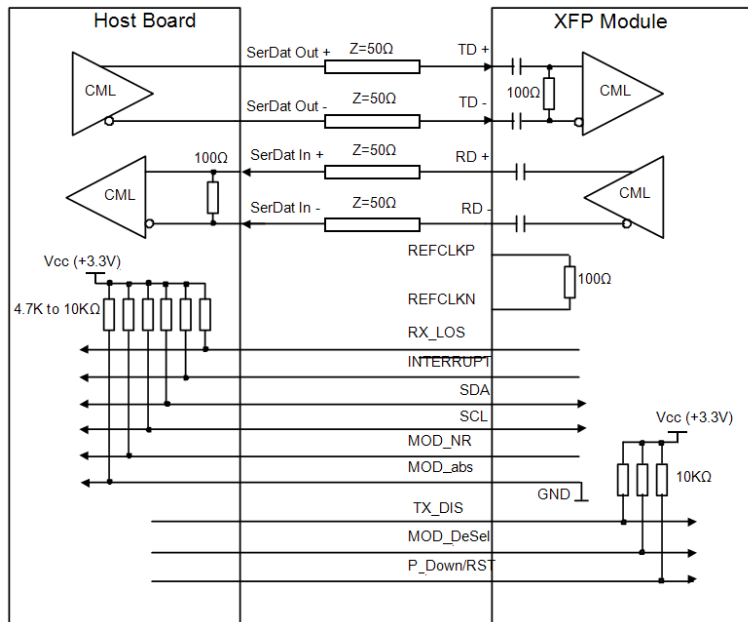 Host Board
XFP Module
SerDat Out +
Z=50Ω
TD +
CML
100Ω
CML
SerDat Out -
Z=50Ω
TD -
100Ω
SerDat In +
Z=50Ω
RD +
CML
CML
SerDat In -
Z=50Ω
RD -
REFCLKP
Vcc (+3.3V)
100Ω
4.7K to 10KΩ
REFCLKN
RX_LOS
INTERRUPT
SDA
SCL
Vcc (+3.3V)
MOD_NR
MOD_abs
10KΩ
GND
TX_DIS
MOD_DeSel
P_Down/RST